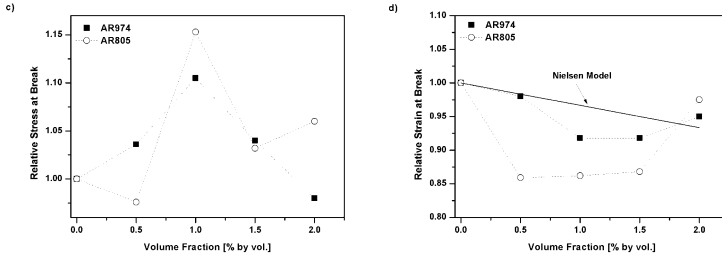 c)
AR974
AR805
Relative Stress at Break
1.15
1.10
1.05
1.00
0.0
0.5
1.0
1.5
2.0
Volume Fraction [% by vol.]
d)
AR974
AR805
Nielsen Model
Relative Strain at Break
1.10
1.05
1.00
0.95
0.90
0.85
0.80
0.0
0.5
1.0
1.5
2.0
Volume Fraction [% by vol.]